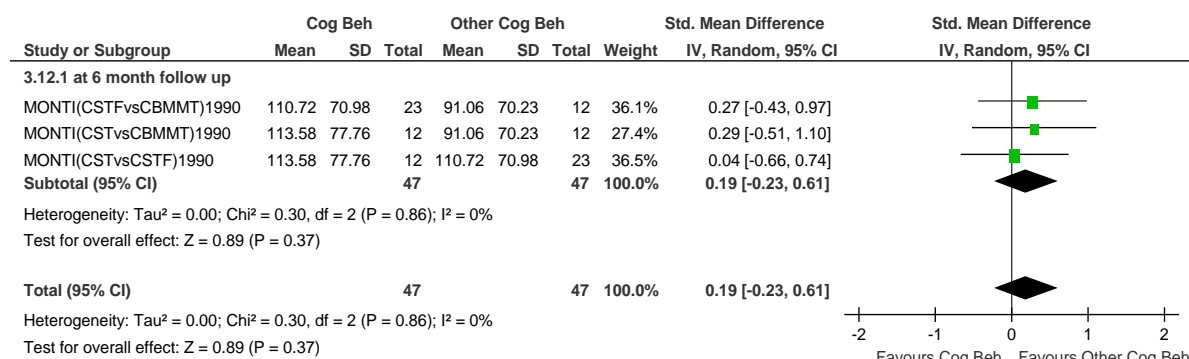 Cog Beh Other Cog Beh Std. Mean Difference Std. Mean Difference
Study or Subgroup Mean SD Total Mean SD Total Weight IV, Random, 95% CI IV, Random, 95% CI
3.12.1 at 6 month follow up
MONTI(CSTFvsCBMMT)1990 110.72 70.98 23 91.06 70.23 12 36.1% 0.27 [-0.43, 0.97]
MONTI(CSTvsCBMMT)1990 113.58 77.76 12 91.06 70.23 12 27.4% 0.29 [-0.51, 1.10]
MONTI(CSTvsCSTF)1990 113.58 77.76 12 110.72 70.98 23 36.5% 0.04 [-0.66, 0.74]
Subtotal (95% CI) 47 47 100.0% 0.19 [-0.23, 0.61]
Heterogeneity: Tau² = 0.00; Chi² = 0.30, df = 2 (P = 0.86); I² = 0%
Test for overall effect: Z = 0.89 (P = 0.37)
Total (95% CI) 47 47 100.0% 0.19 [-0.23, 0.61]
Heterogeneity: Tau² = 0.00; Chi² = 0.30, df = 2 (P = 0.86); I² = 0%
Test for overall effect: Z = 0.89 (P = 0.37)
-2 -1 0 1 2
Favours Cog Beh Favours Other Cog Beh